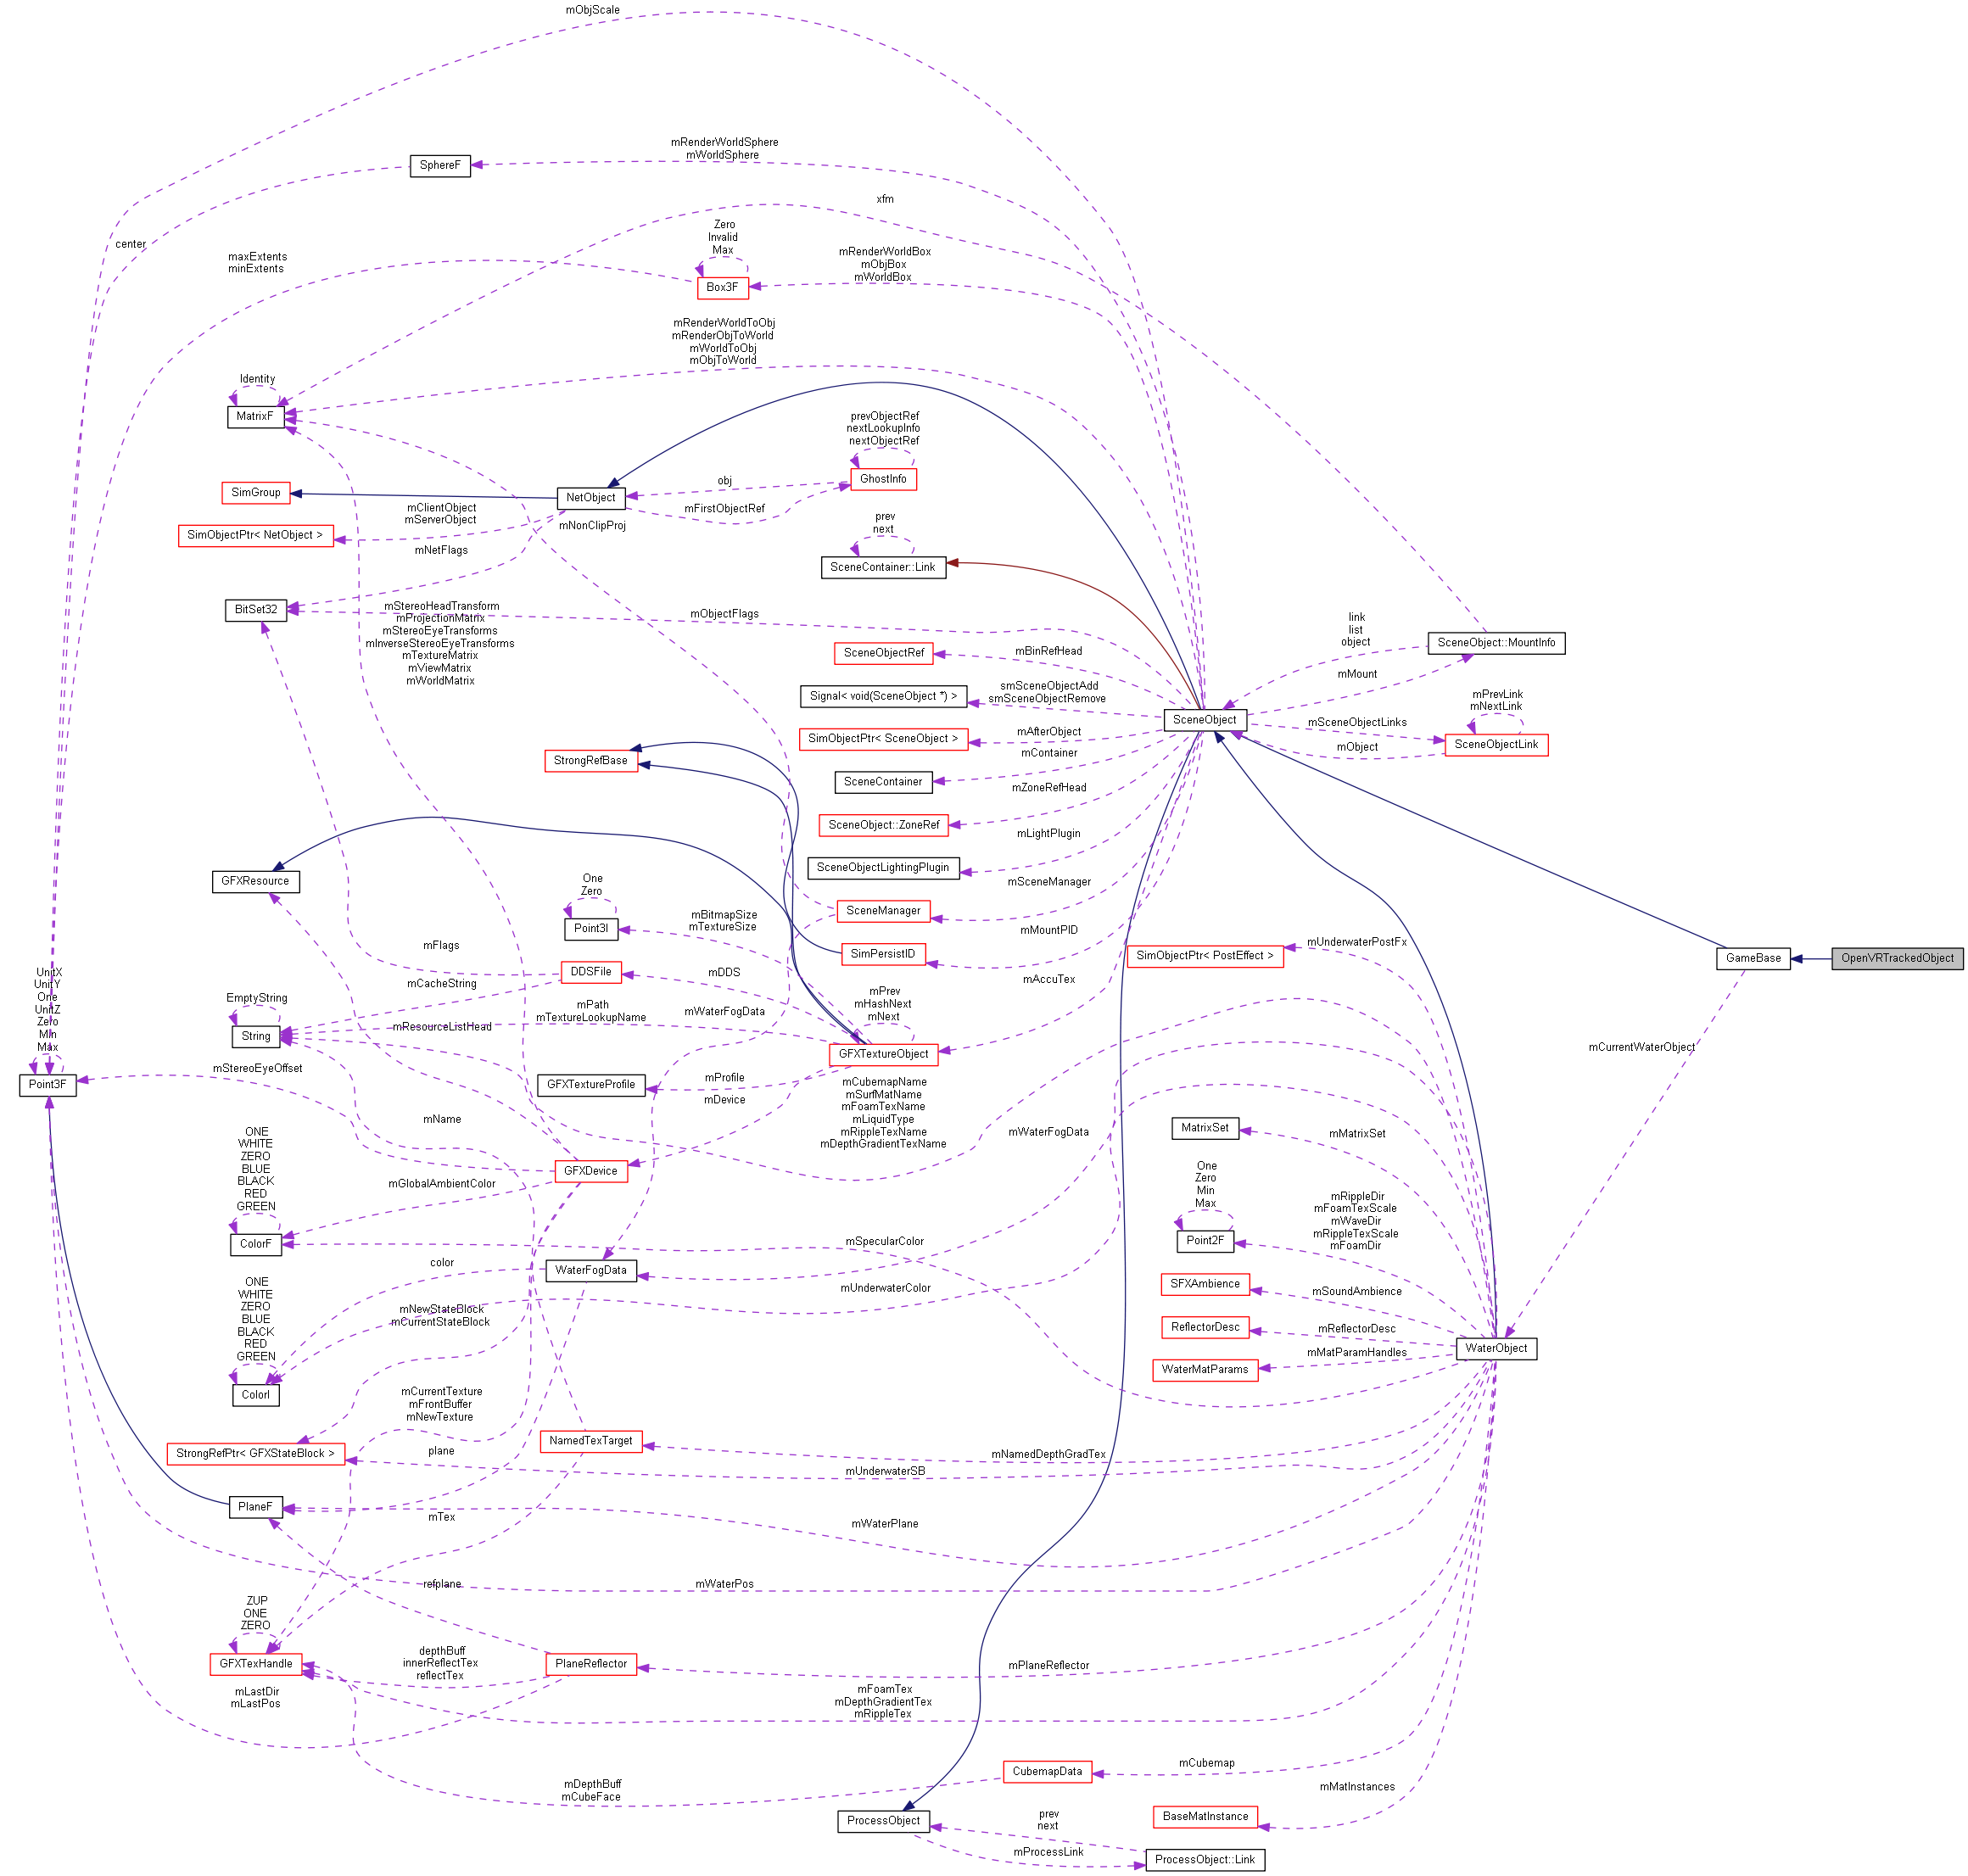 mObjScale
mRenderWorldSphere
mWorldSphere
SphereF
xfm
center
Zero
Invalid
Max
maxExtents
minExtents
mRenderWorldBox
mObjBox
mWorldBox
Box3F
mRenderWorldToObj
mRenderObjToWorld
mWorldToObj
mObjToWorld
Identity
MatrixF
prevObjectRef
nextLookupInfo
nextObjectRef
GhostInfo
obj
SimGroup
NetObject
mFirstObjectRef
mClientObject
mServerObject
mNonClipProj
SimObjectPtr< NetObject >
mNetFlags
prev
next
SceneContainer::Link
BitSet32
mStereoHeadTransform
mProjectionMatrix
mStereoEyeTransforms
mInverseStereoEyeTransforms
mTextureMatrix
mViewMatrix
mWorldMatrix
mObjectFlags
link
list
object
SceneObject::MountInfo
SceneObjectRef
mBinRefHead
mMount
Signal< void(SceneObject *) >
smSceneObjectAdd
smSceneObjectRemove
SceneObject
mPrevLink
mNextLink
mSceneObjectLinks
SceneObjectLink
mObject
SimObjectPtr< SceneObject >
mAfterObject
StrongRefBase
mContainer
SceneContainer
mZoneRefHead
SceneObject::ZoneRef
mLightPlugin
SceneObjectLightingPlugin
GFXResource
One
Zero
Point3I
mBitmapSize
mTextureSize
mSceneManager
SceneManager
mMountPID
SimPersistID
mUnderwaterPostFx
SimObjectPtr< PostEffect >
GameBase
OpenVRTrackedObject
mFlags
DDSFile
mDDS
mAccuTex
mCacheString
UnitX
UnitY
One
UnitZ
Zero
Min
Max
EmptyString
String
mPath
mTextureLookupName
mWaterFogData
mPrev
mHashNext
mNext
mResourceListHead
GFXTextureObject
mCurrentWaterObject
Point3F
mStereoEyeOffset
GFXTextureProfile
mProfile
mDevice
mCubemapName
mSurfMatName
mFoamTexName
mLiquidType
mRippleTexName
mDepthGradientTexName
mName
MatrixSet
mMatrixSet
mWaterFogData
ONE
WHITE
ZERO
BLUE
BLACK
RED
GREEN
GFXDevice
mGlobalAmbientColor
One
Zero
Min
Max
mRippleDir
mFoamTexScale
mWaveDir
mRippleTexScale
mFoamDir
ColorF
mSpecularColor
Point2F
color
WaterFogData
mUnderwaterColor
SFXAmbience
mSoundAmbience
ONE
WHITE
ZERO
BLUE
BLACK
RED
GREEN
mNewStateBlock
mCurrentStateBlock
ReflectorDesc
mReflectorDesc
WaterObject
mMatParamHandles
WaterMatParams
ColorI
mCurrentTexture
mFrontBuffer
mNewTexture
NamedTexTarget
StrongRefPtr< GFXStateBlock >
plane
mNamedDepthGradTex
mUnderwaterSB
PlaneF
mTex
mWaterPlane
refplane
mWaterPos
ZUP
ONE
ZERO
GFXTexHandle
depthBuff
innerReflectTex
reflectTex
PlaneReflector
mPlaneReflector
mLastDir
mLastPos
mFoamTex
mDepthGradientTex
mRippleTex
CubemapData
mCubemap
mDepthBuff
mCubeFace
mMatInstances
BaseMatInstance
ProcessObject
prev
next
mProcessLink
ProcessObject::Link